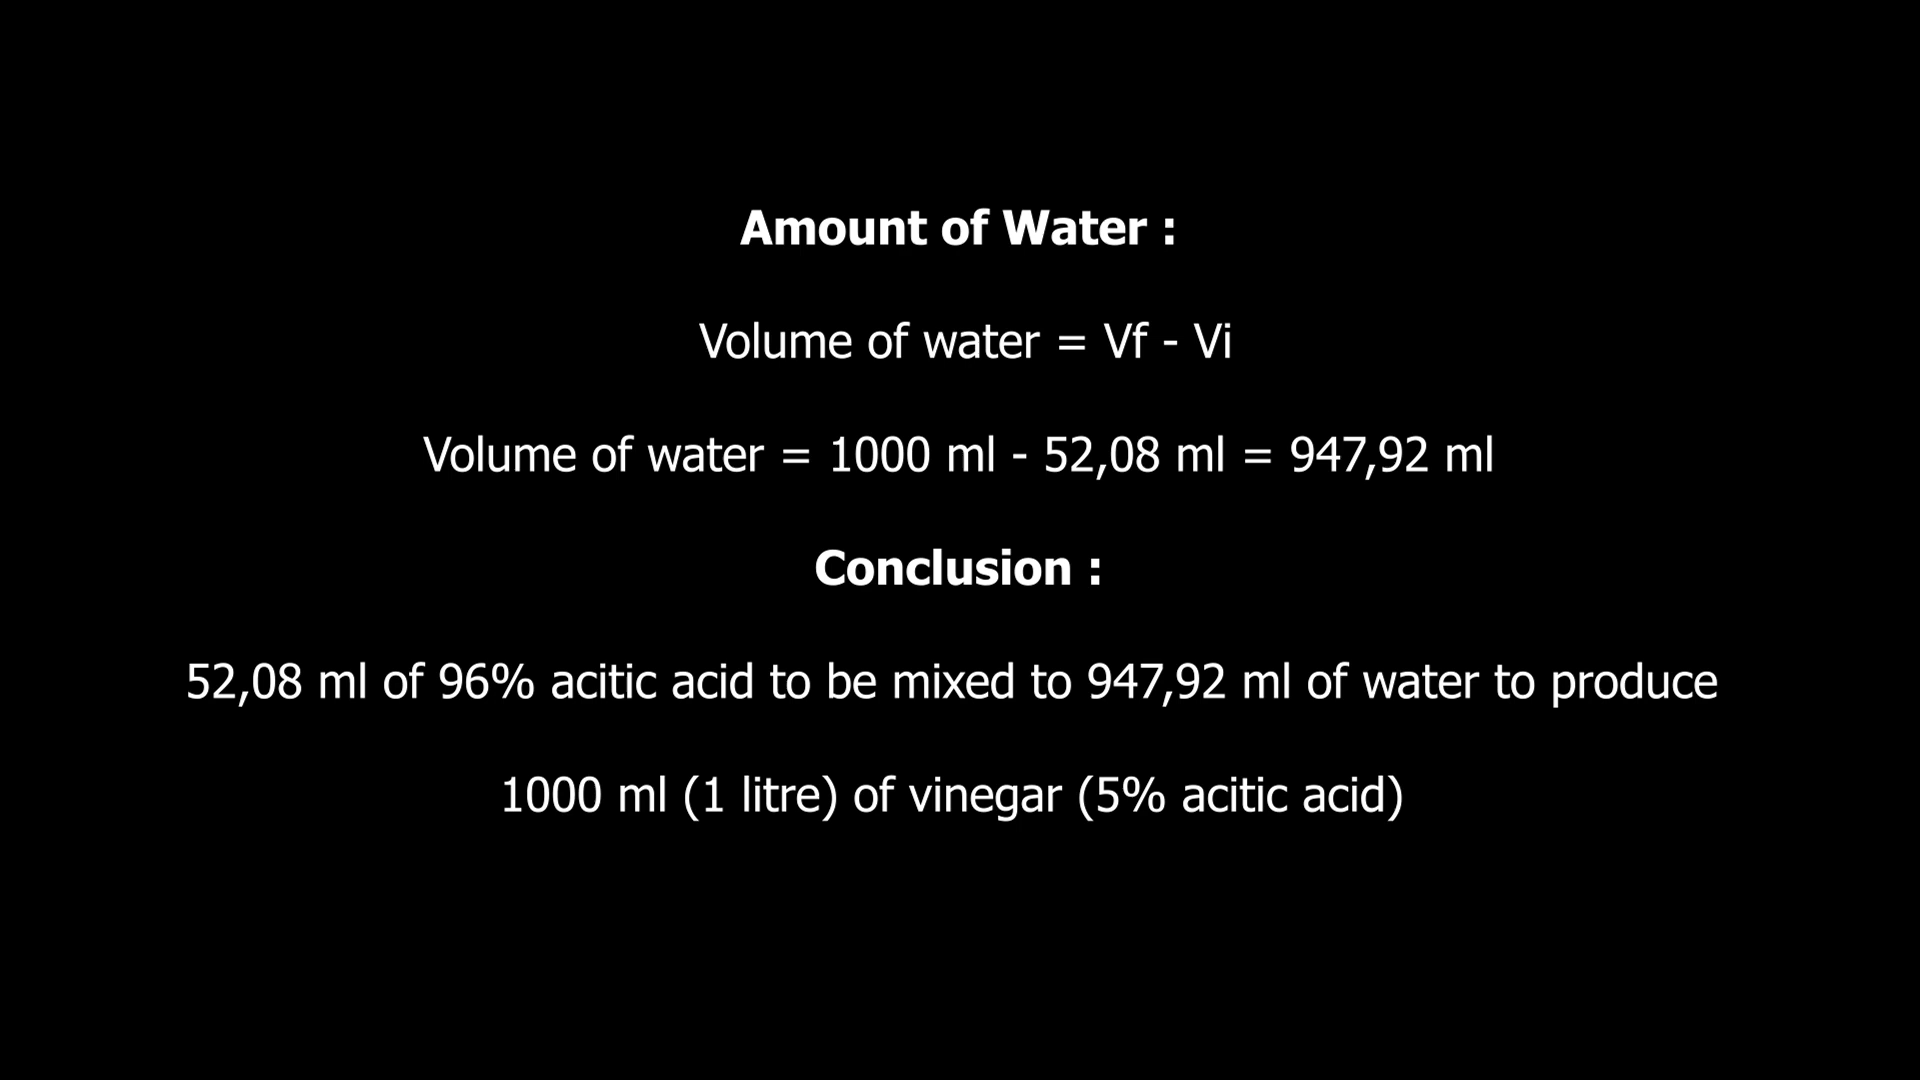 Amount of Water :
Volume of water = Vf - Vi
Volume of water = 1000 ml - 52,08 ml = 947,92 ml
Conclusion :
52,08 ml of 96% acitic acid to be mixed to 947,92 ml of water to produce
1000 ml (1 litre) of vinegar (5% acitic acid)